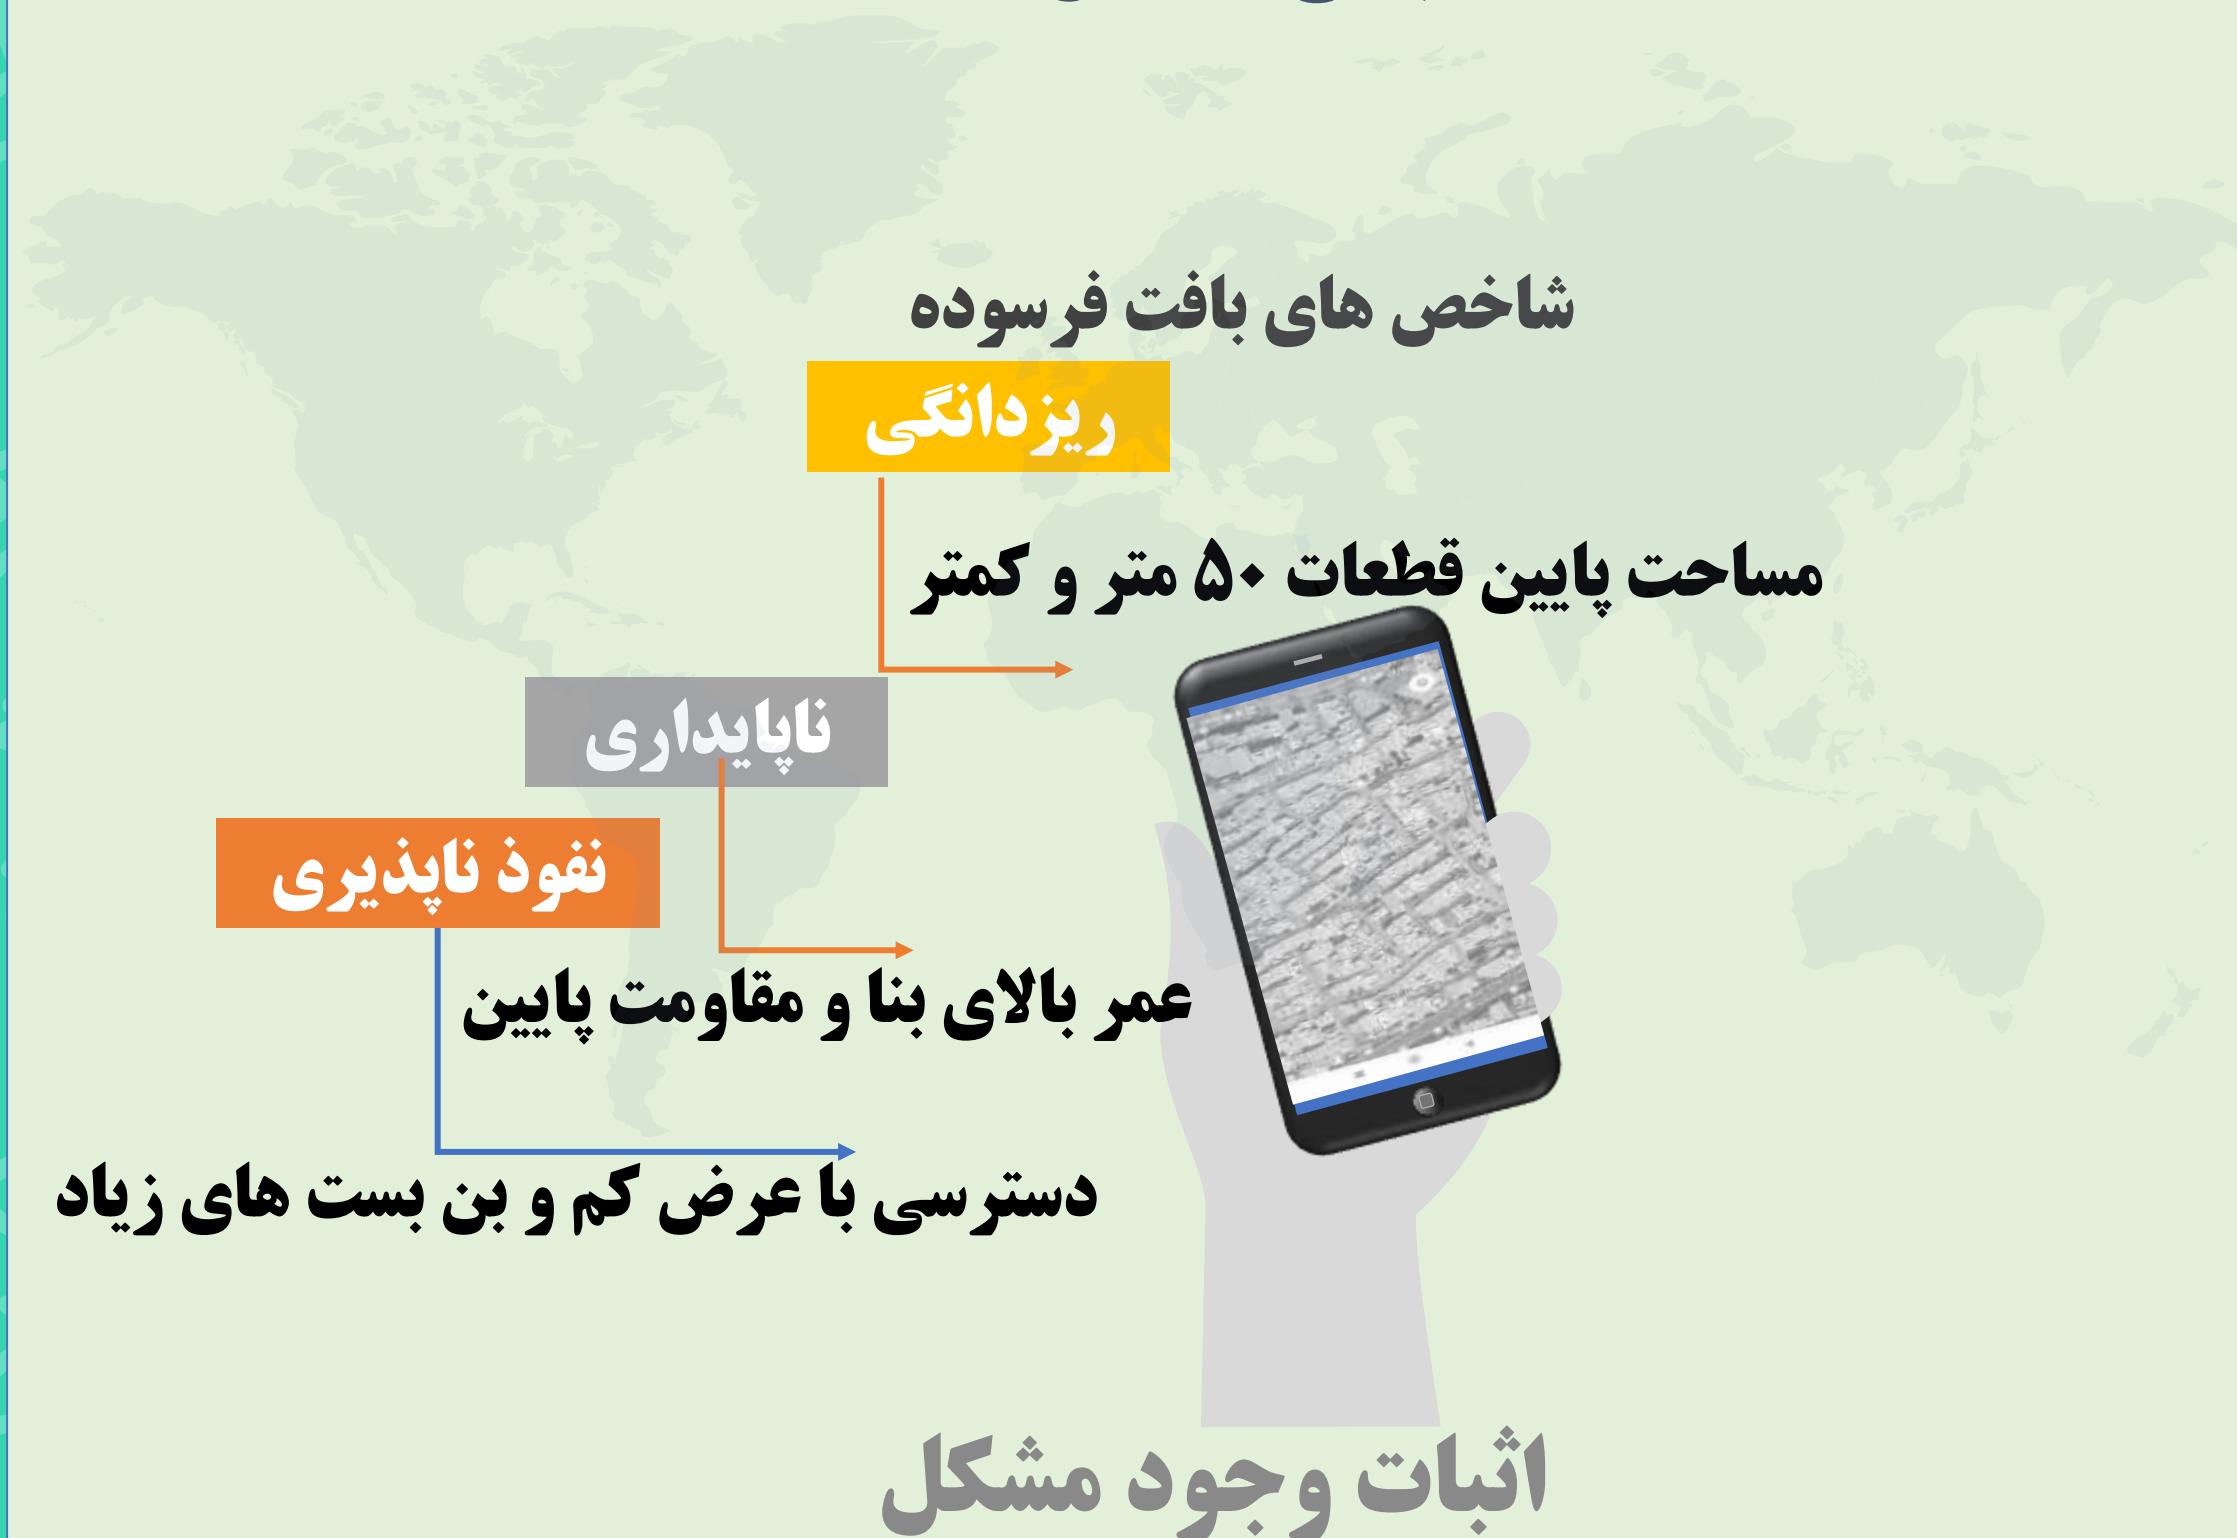 شاخص های بافت فرسوده
ریزدانگی
مساحت پایین قطعات ۵۰ متر و کمتر
ناپایداری
نفوذ ناپذیری
عمر بالای بنا و مقاومت پایین
دسترسی با عرض کم و بن بست های زیاد
اثبات وجود مشکل